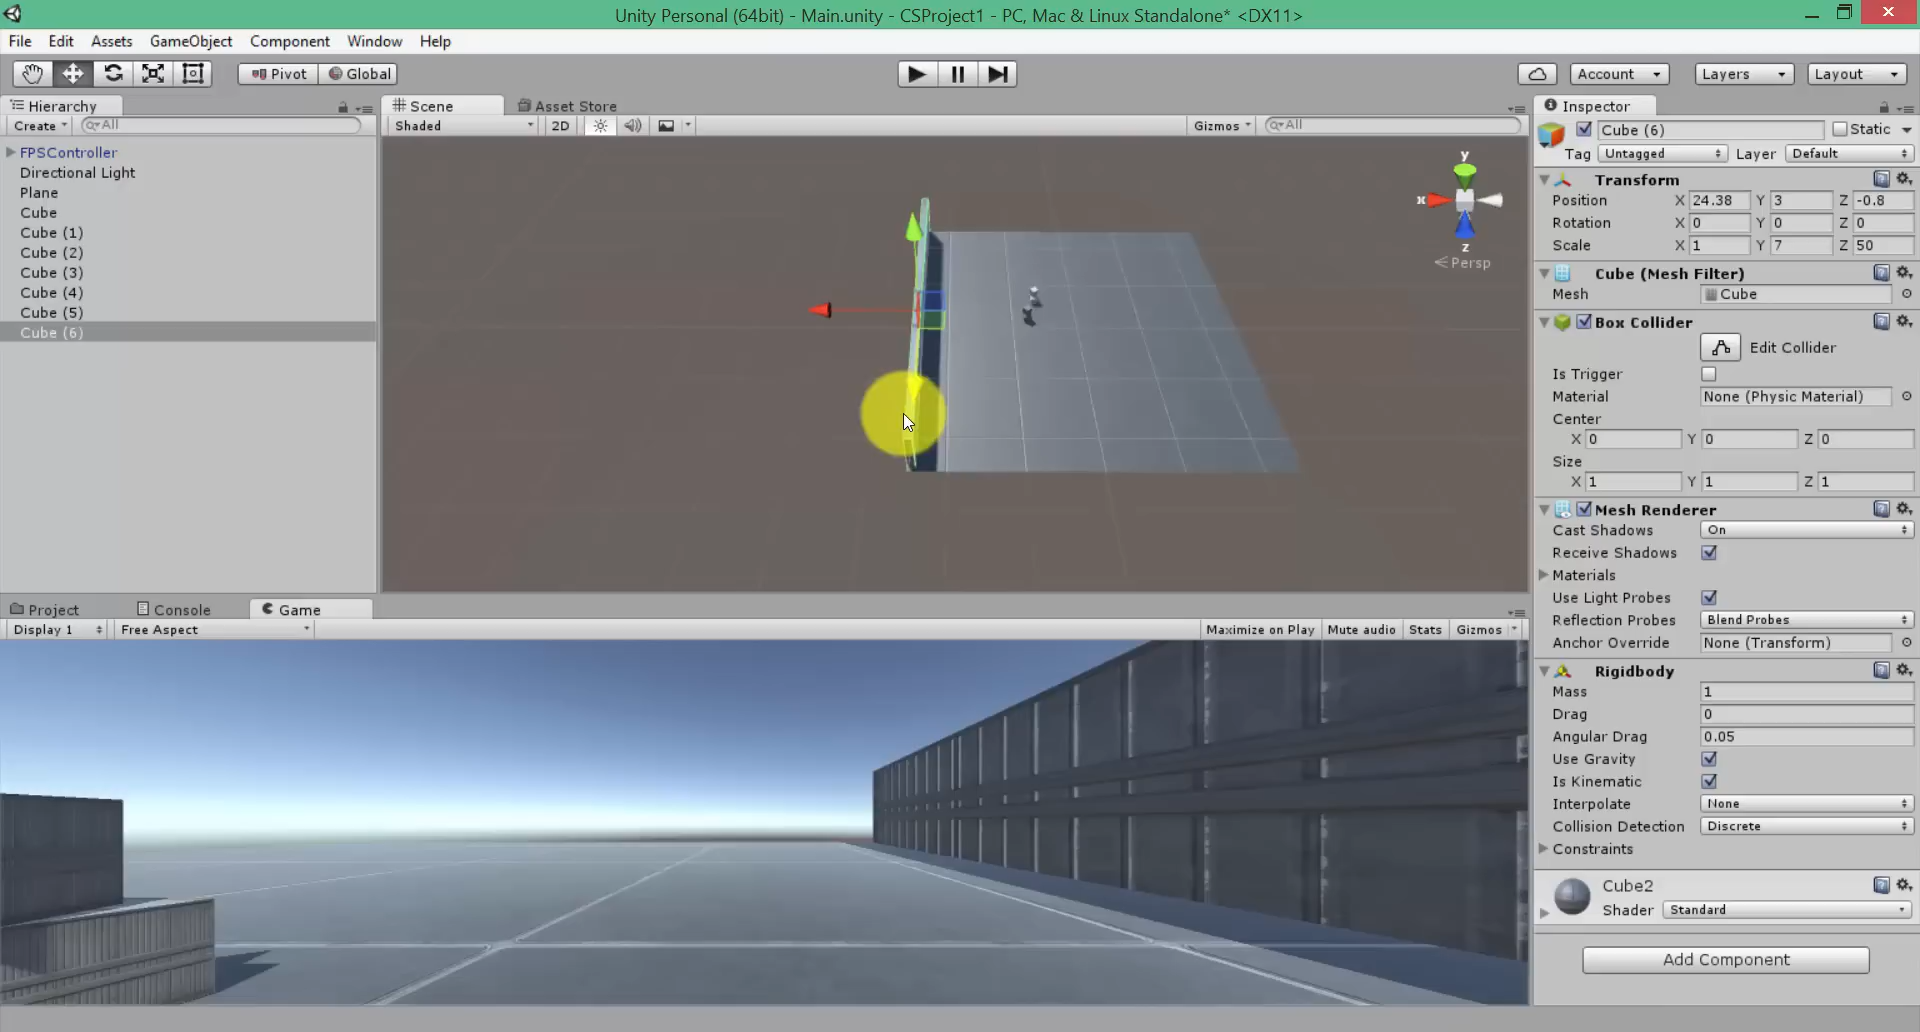 Unity Personal (64bit) - Main.unity - CSProject1 - PC, Mac & Linux Standalone* <DX11>
File Edit Assets GameObject Component Window Help
Pivot Global Account Layers Layout
Hierarchy
Create All
FPSController
Directional Light
Plane
Cube
Cube (1)
Cube (2)
Cube (3)
Cube (4)
Cube (5)
Cube (6)
Scene Asset Store
Shaded 2D Gizmos All
y
x
z
Persp
Project Console Game
Display 1 Free Aspect Maximize on Play Mute audio Stats Gizmos
Inspector
Cube (6) Static
Tag Untagged Layer Default
Transform
Position X 24.38 Y 3 Z -0.8
Rotation X 0 Y 0 Z 0
Scale X 1 Y 7 Z 50
Cube (Mesh Filter)
Mesh Cube
Box Collider
Edit Collider
Is Trigger
Material None (Physic Material)
Center
X 0 Y 0 Z 0
Size
X 1 Y 1 Z 1
Mesh Renderer
Cast Shadows On
Receive Shadows
Materials
Use Light Probes
Reflection Probes Blend Probes
Anchor Override None (Transform)
Rigidbody
Mass 1
Drag 0
Angular Drag 0.05
Use Gravity
Is Kinematic
Interpolate None
Collision Detection Discrete
Constraints
Cube2
Shader Standard
Add Component